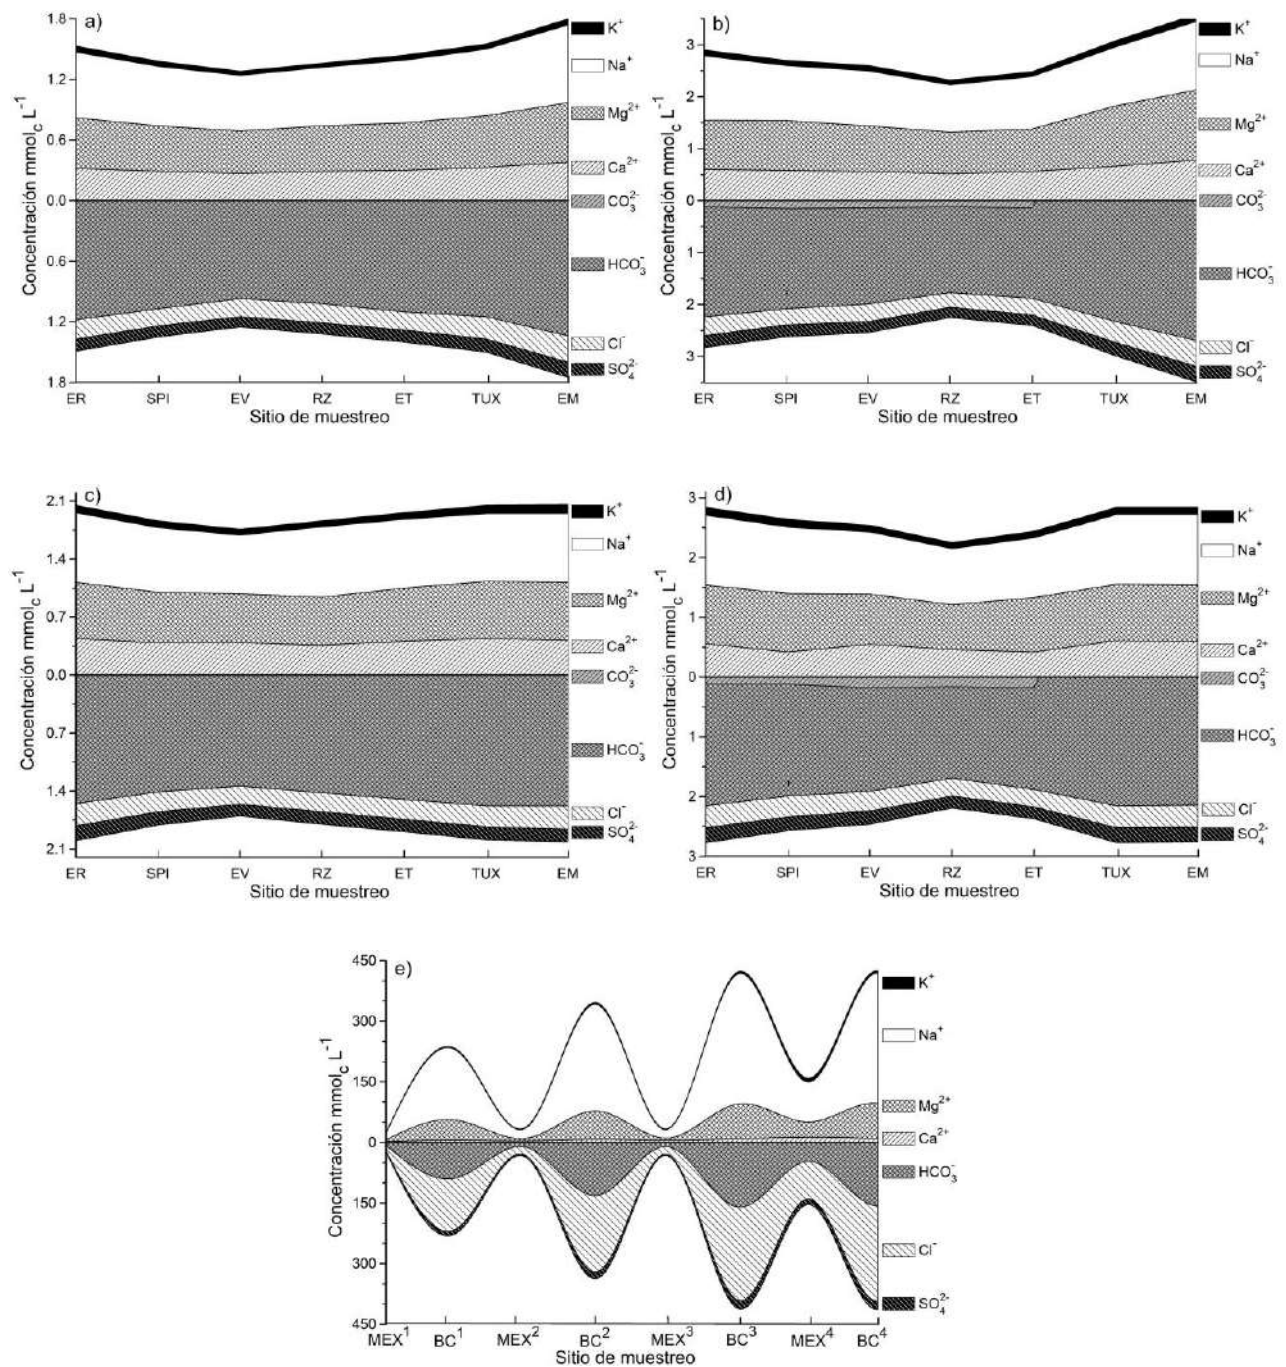 a)
Concentración mmol_c L⁻¹
1.8
1.2
0.6
0.0
0.6
1.2
1.8
ER SPI EV RZ ET TUX EM
Sitio de muestreo
K⁺
Na⁺
Mg²⁺
Ca²⁺
CO₃²⁻
HCO₃⁻
Cl⁻
SO₄²⁻
b)
Concentración mmol_c L⁻¹
3
2
1
0
1
2
3
ER SPI EV RZ ET TUX EM
Sitio de muestreo
K⁺
Na⁺
Mg²⁺
Ca²⁺
CO₃²⁻
HCO₃⁻
Cl⁻
SO₄²⁻
c)
Concentración mmol_c L⁻¹
2.1
1.4
0.7
0.0
0.7
1.4
2.1
ER SPI EV RZ ET TUX EM
Sitio de muestreo
K⁺
Na⁺
Mg²⁺
Ca²⁺
CO₃²⁻
HCO₃⁻
Cl⁻
SO₄²⁻
d)
Concentración mmol_c L⁻¹
3
2
1
0
1
2
3
ER SPI EV RZ ET TUX EM
Sitio de muestreo
K⁺
Na⁺
Mg²⁺
Ca²⁺
CO₃²⁻
HCO₃⁻
Cl⁻
SO₄²⁻
e)
Concentración mmol_c L⁻¹
450
300
150
0
150
300
450
MEX¹ BC¹ MEX² BC² MEX³ BC³ MEX⁴ BC⁴
Sitio de muestreo
K⁺
Na⁺
Mg²⁺
Ca²⁺
HCO₃⁻
Cl⁻
SO₄²⁻